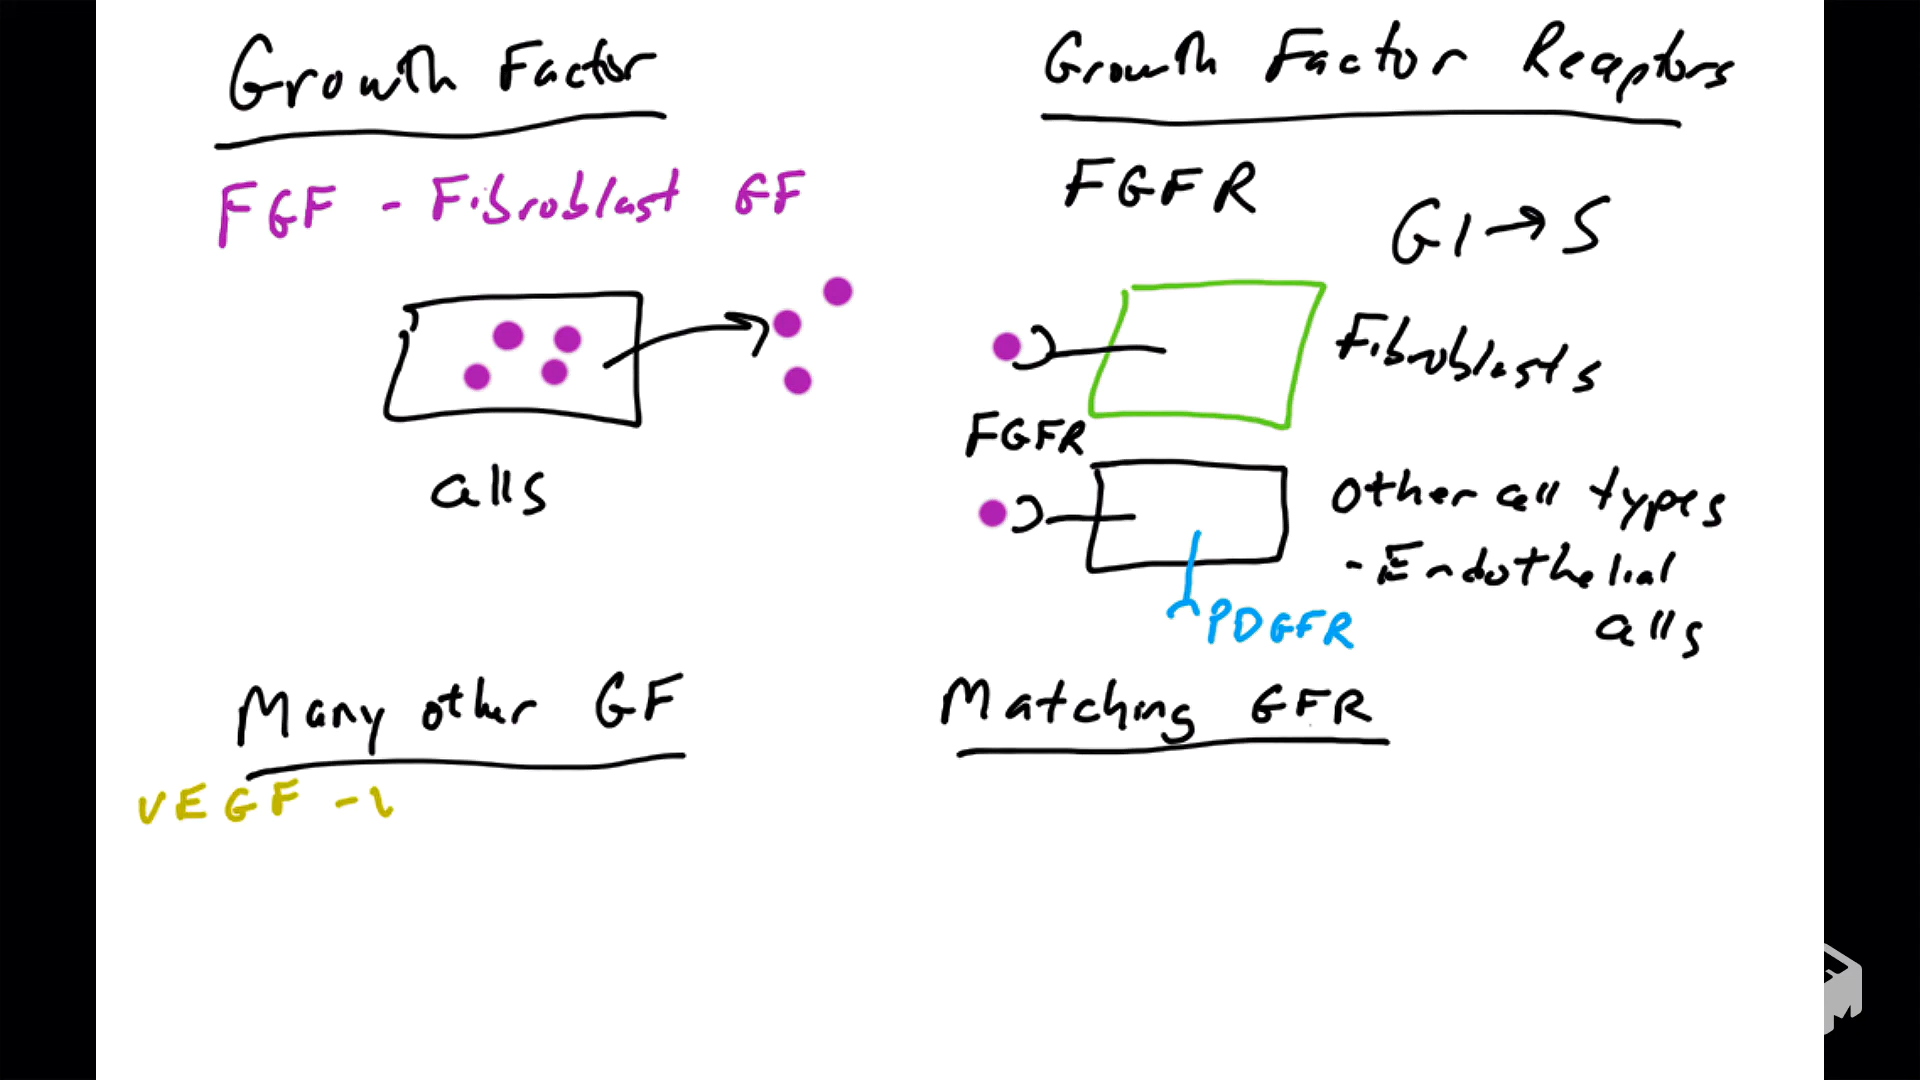 Growth Factor
FGF - Fibroblast GF
cells
Many other GF
VEGF - V
Growth Factor Receptors
FGFR
G1 → S
Fibroblasts
FGFR
Other cell types
- Endothelial
cells
PDGFR
Matching GFR